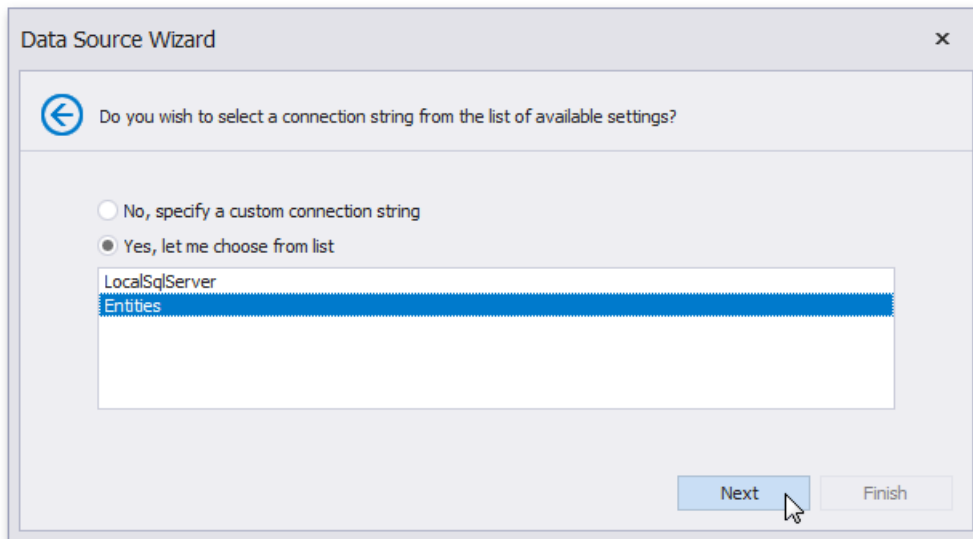 Data Source Wizard
Do you wish to select a connection string from the list of available settings?
No, specify a custom connection string
Yes, let me choose from list
LocalSqlServer
Entities
Next
Finish